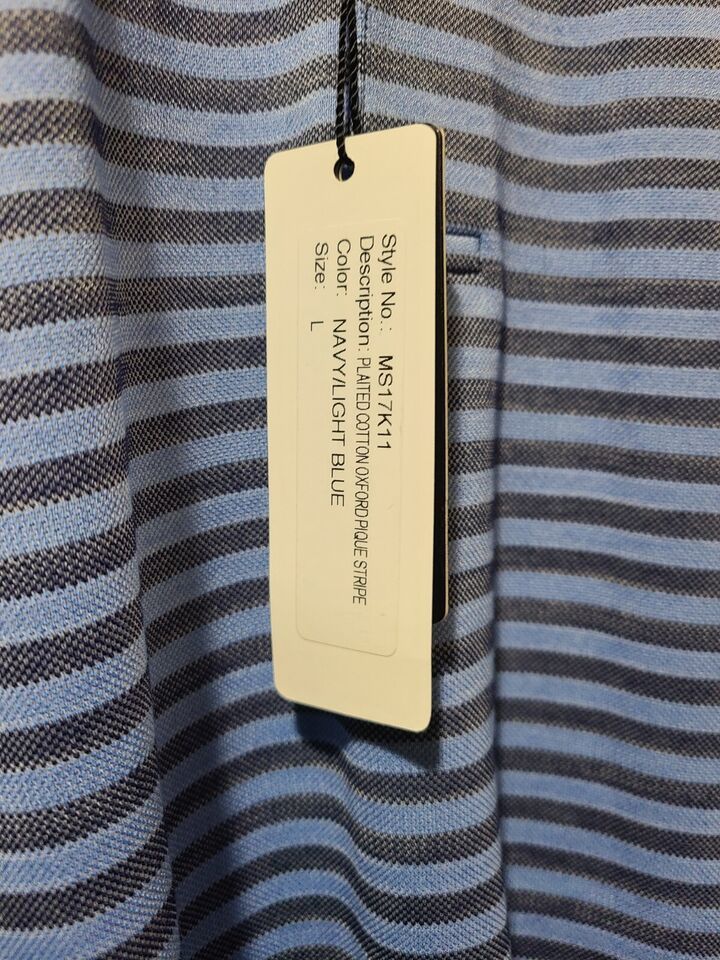 Style No.: MS17K11
Description: PLAITED COTTON OXFORD PIQUE STRIPE
Color: NAVY/LIGHT BLUE
Size: L